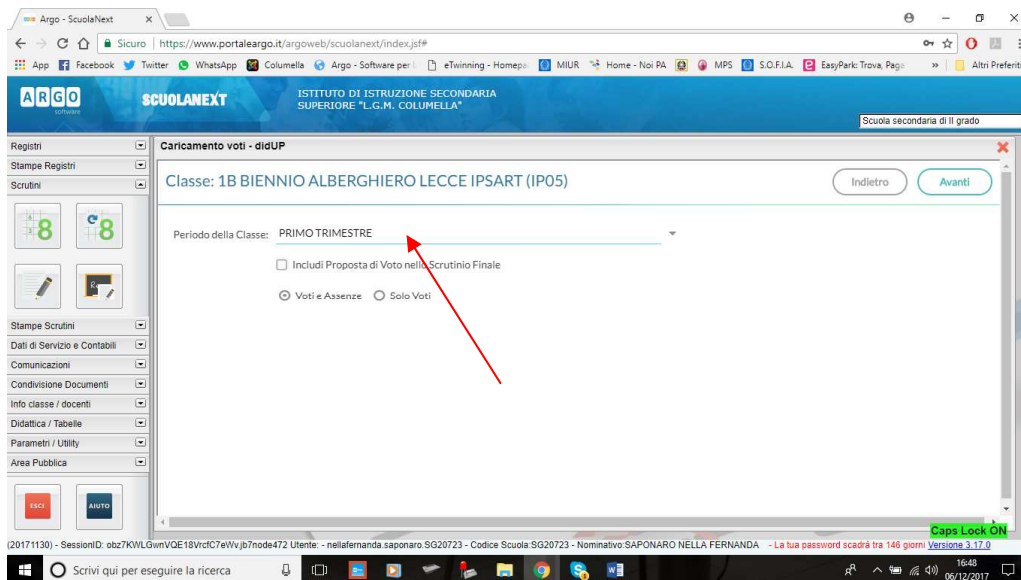 Argo - ScuolaNext
Sicuro | https://www.portaleargo.it/argoweb/scuolanext/index.jsf#
App Facebook Twitter WhatsApp Columella Argo - Software per l eTwinning - Homepa MIUR Home - Noi PA MPS S.O.F.I.A. EasyPark: Trova, Paga » Altri Preferiti
ARGO software SCUOLANEXT ISTITUTO DI ISTRUZIONE SECONDARIA
SUPERIORE "L.G.M. COLUMELLA"
Scuola secondaria di II grado
Registri
Stampe Registri
Scrutini
8 8
R
Stampe Scrutini
Dati di Servizio e Contabili
Comunicazioni
Condivisione Documenti
Info classe / docenti
Didattica / Tabelle
Parametri / Utility
Area Pubblica
ESCI AIUTO
Caricamento voti - didUP
Classe: 1B BIENNIO ALBERGHIERO LECCE IPSART (IP05) Indietro Avanti
Periodo della Classe: PRIMO TRIMESTRE
Includi Proposta di Voto nello Scrutinio Finale
Voti e Assenze Solo Voti
Caps Lock ON
(20171130) - SessionID: obz7KWLGwnVQE18VrcfC7eWv.jb7node472 Utente: - nellafernanda.saponaro.SG20723 - Codice Scuola:SG20723 - Nominativo:SAPONARO NELLA FERNANDA - La tua password scadrà tra 146 giorni Versione 3.17.0
Scrivi qui per eseguire la ricerca
16:48
06/12/2017